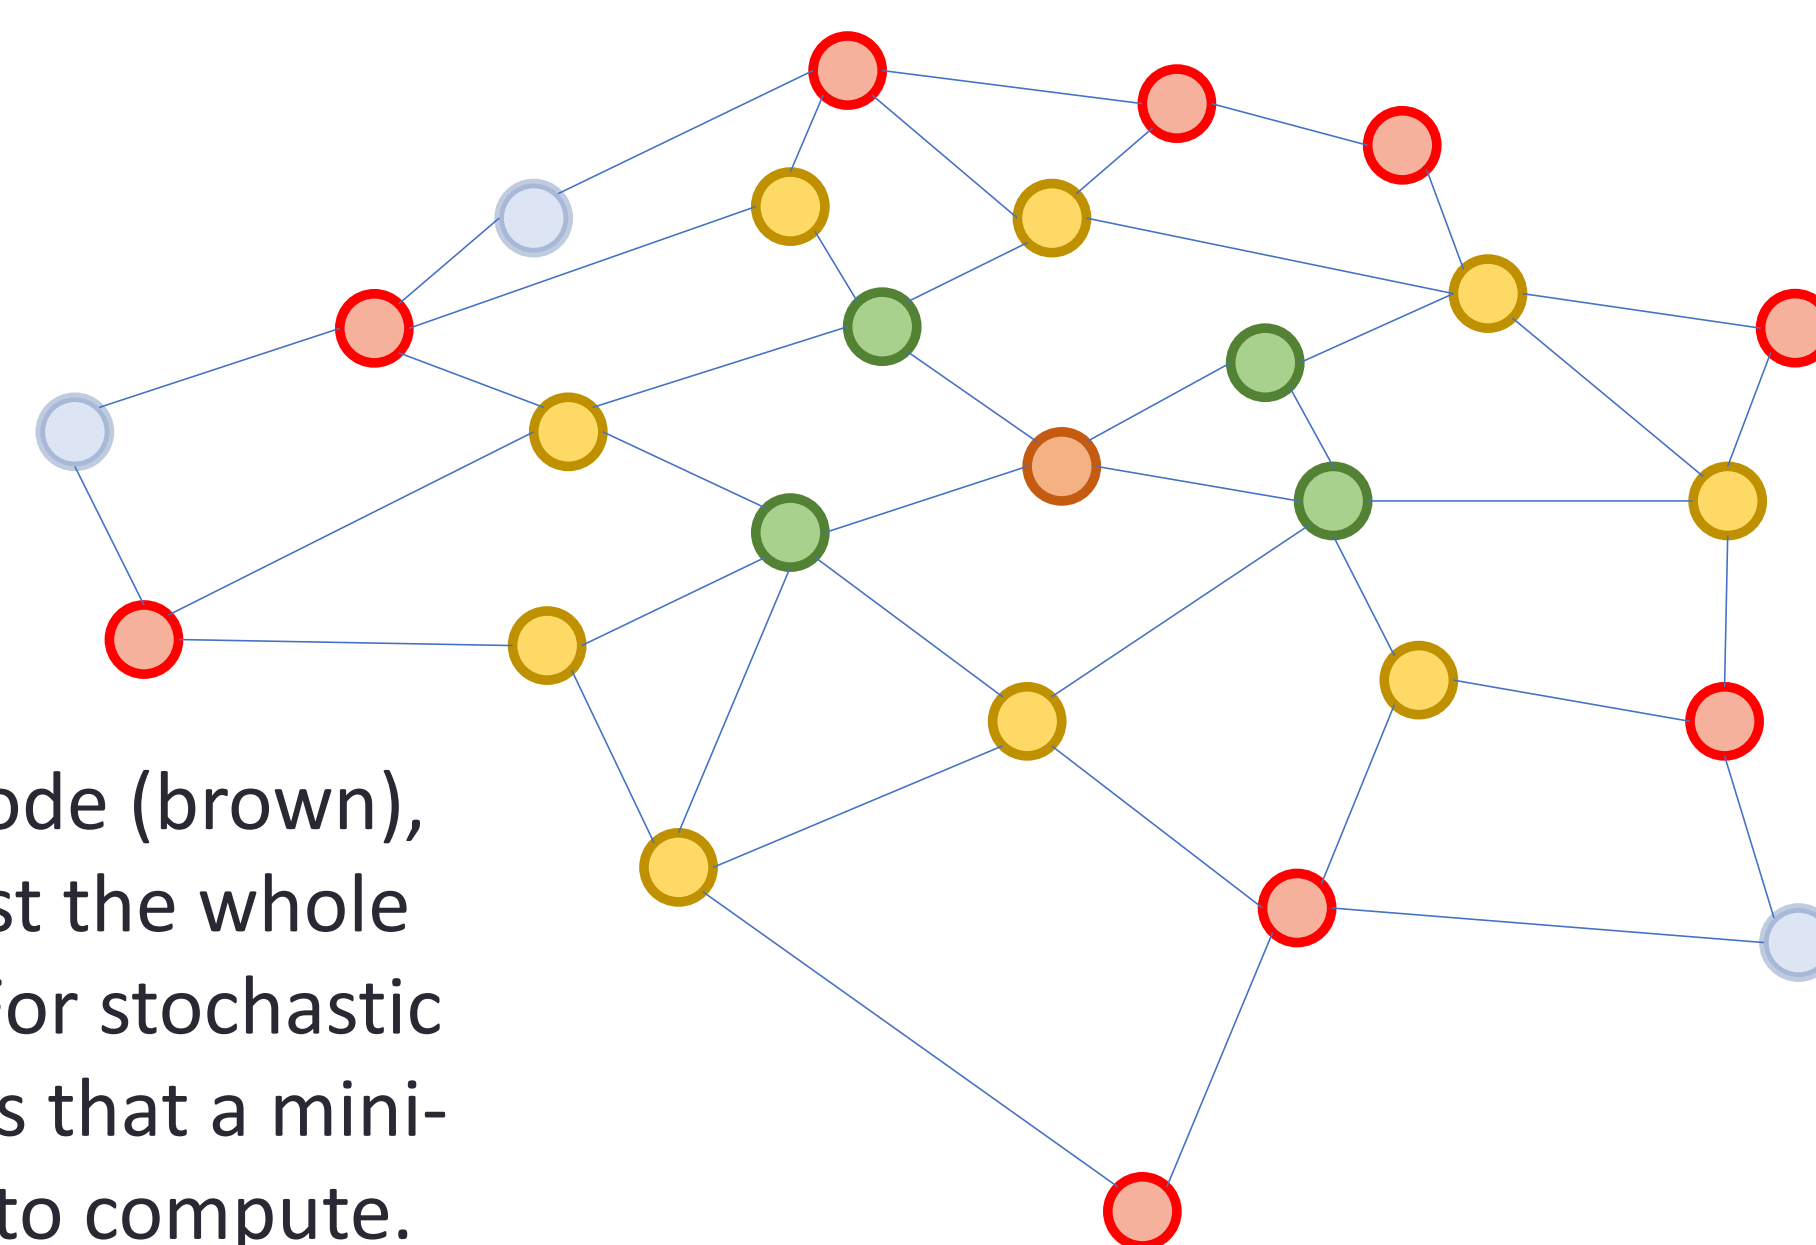 ode (brown),
st the whole
For stochastic
s that a mini-
to compute.